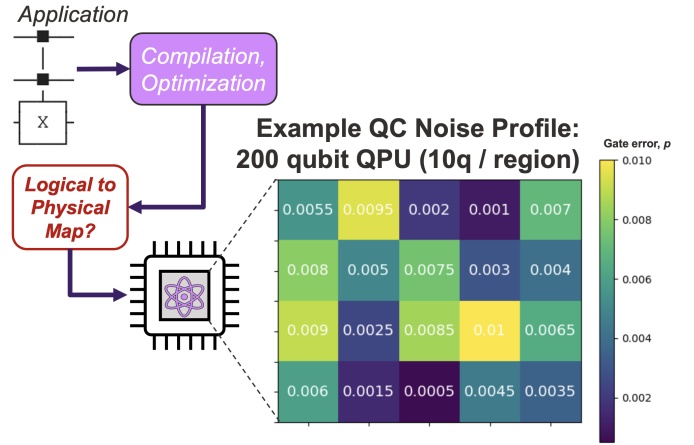 Application
X
Compilation,
Optimization
Logical to
Physical
Map?
Example QC Noise Profile:
200 qubit QPU (10q / region)
0.0055 0.0095 0.002 0.001 0.007
0.008 0.005 0.0075 0.003 0.004
0.009 0.0025 0.0085 0.01 0.0065
0.006 0.0015 0.0005 0.0045 0.0035
Gate error, p
0.010
0.008
0.006
0.004
0.002